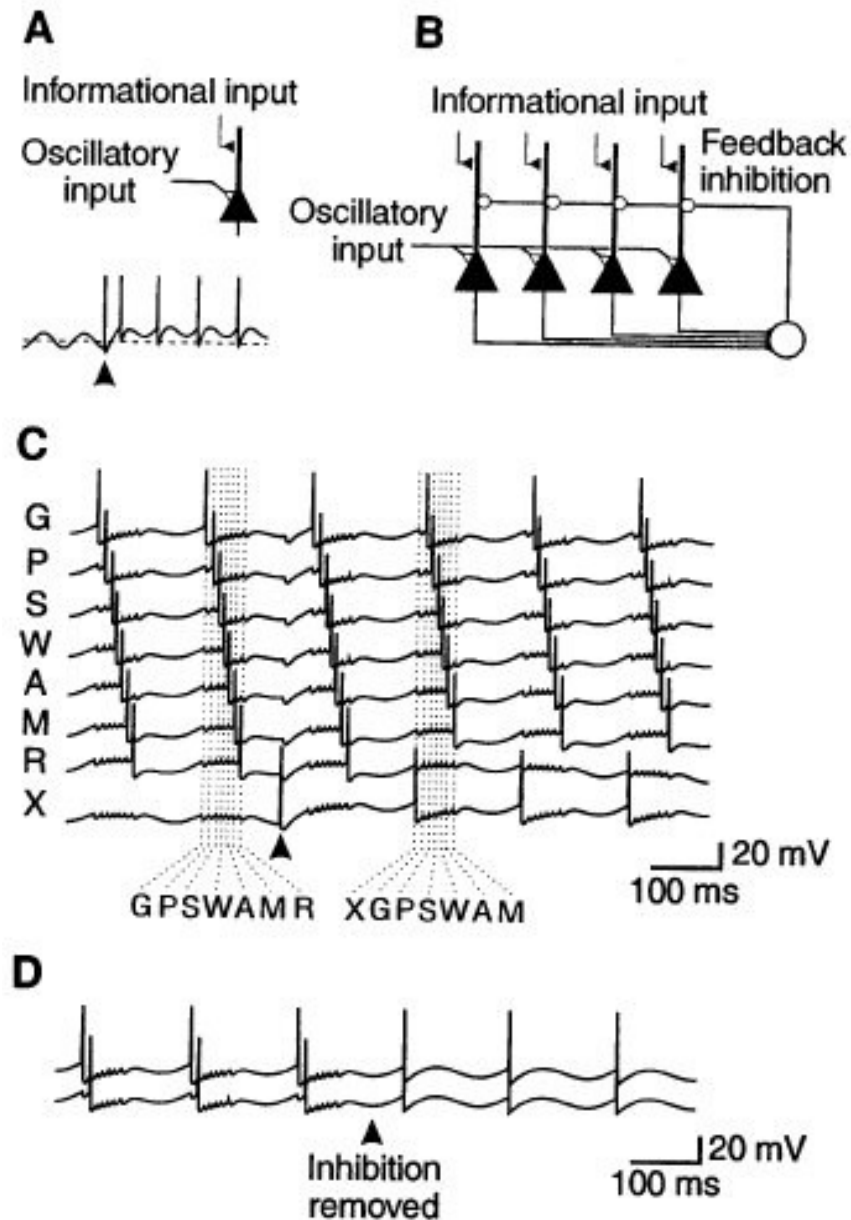 A
Informational input
Oscillatory
input
B
Informational input
Feedback
inhibition
Oscillatory
input
C
G
P
S
W
A
M
R
X
GPSWAMR XGPSWAM
20 mV
100 ms
D
Inhibition
removed
20 mV
100 ms